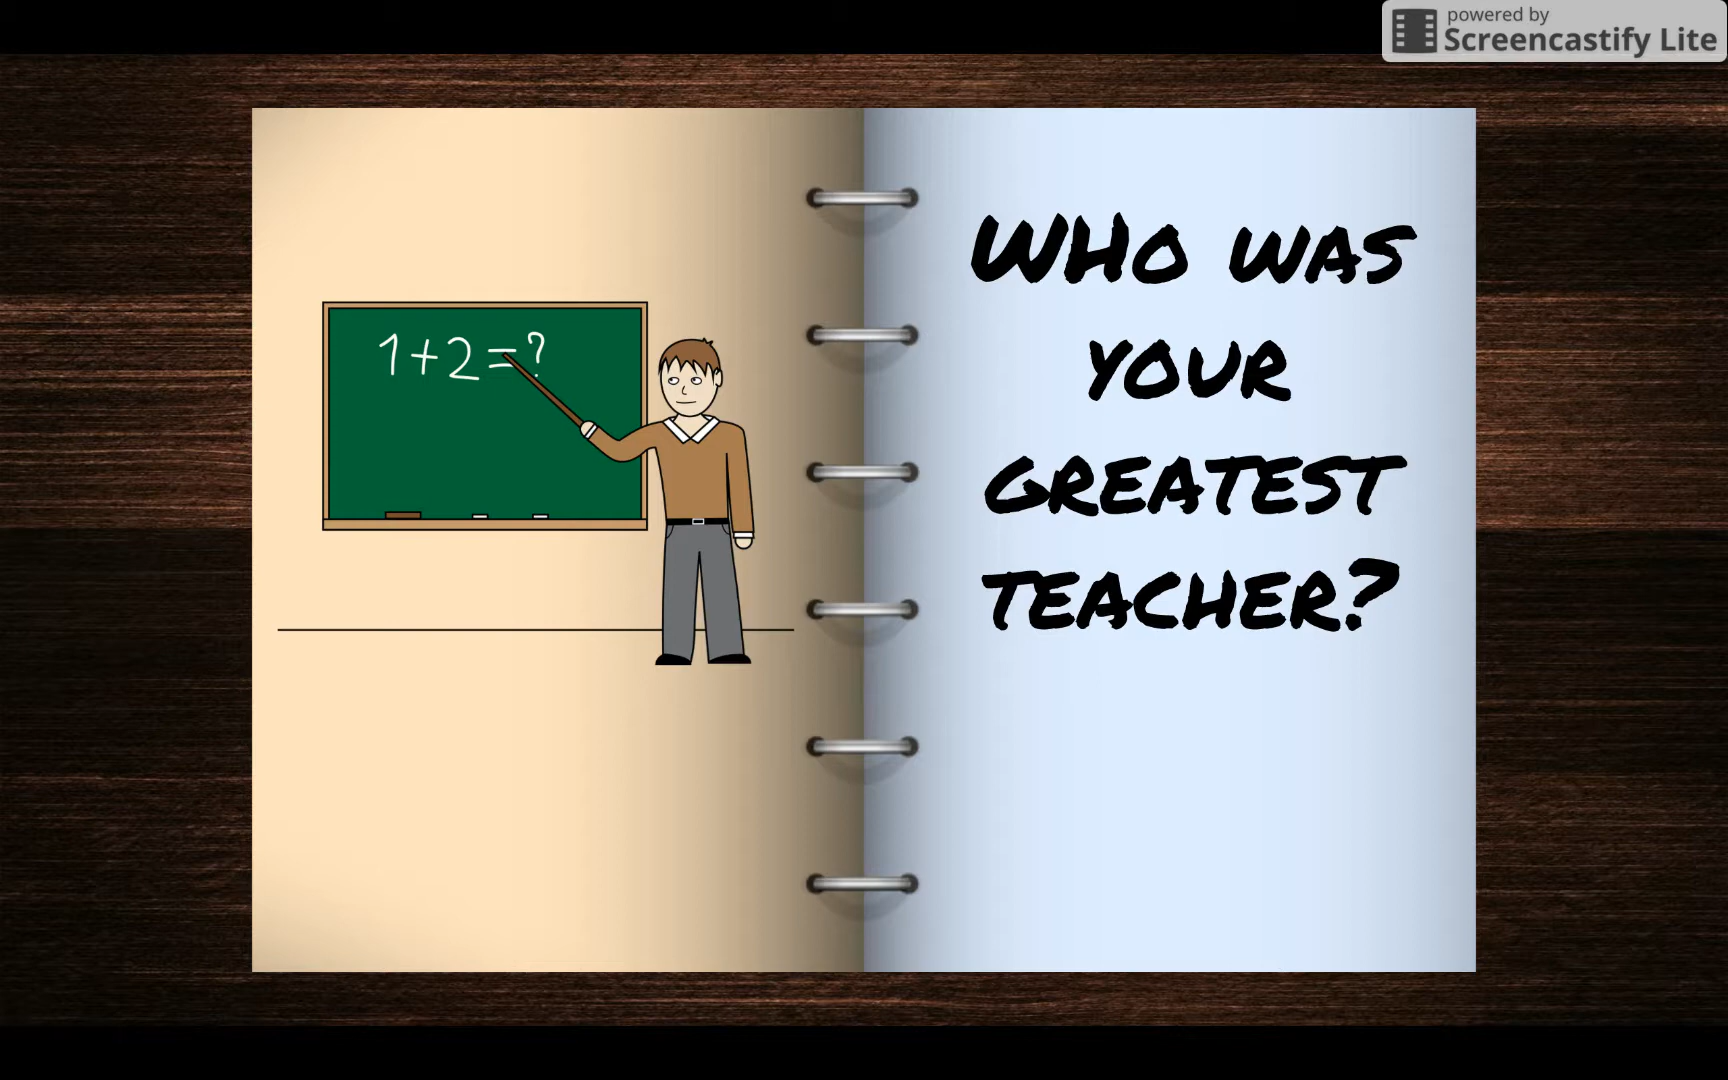 powered by
Screencastify Lite
1+2=?
WHO WAS
YOUR
GREATEST
TEACHER?